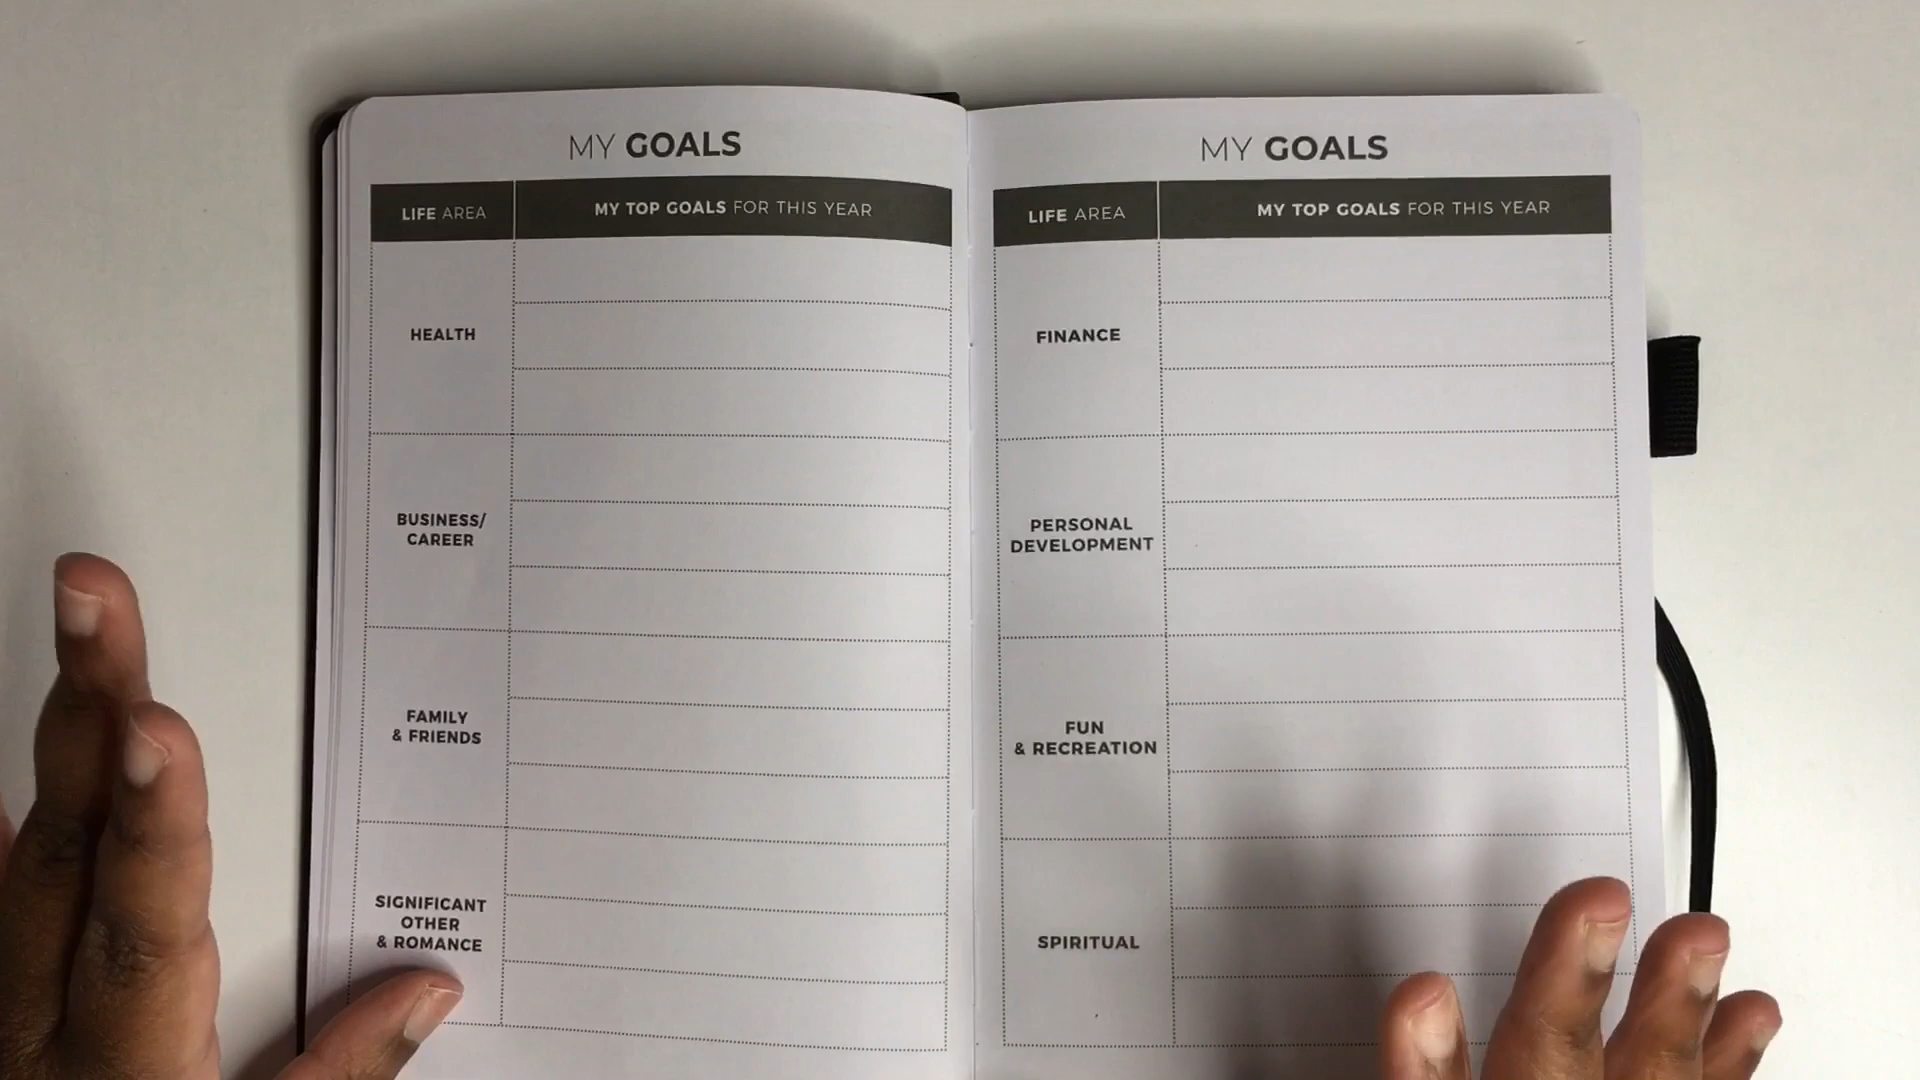 MY GOALS
LIFE AREA MY TOP GOALS FOR THIS YEAR
HEALTH
BUSINESS/
CAREER
FAMILY
& FRIENDS
SIGNIFICANT
OTHER
& ROMANCE
MY GOALS
LIFE AREA MY TOP GOALS FOR THIS YEAR
FINANCE
PERSONAL
DEVELOPMENT
FUN
& RECREATION
SPIRITUAL